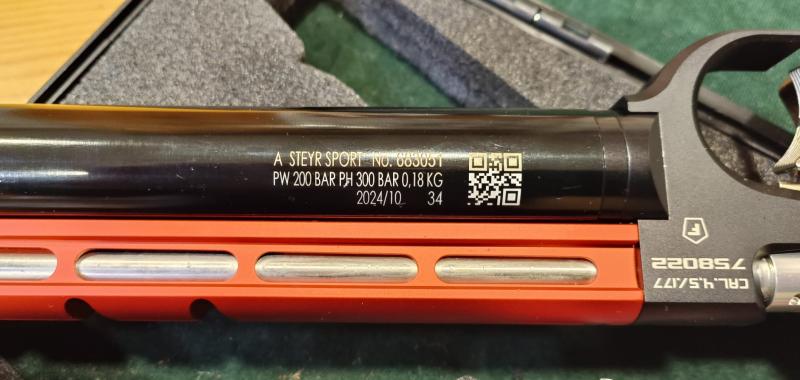 A STEYR SPORT No. 683031
PW 200 BAR PH 300 BAR 0,18 KG
2024/10 34
F
758022
CAL.4,5/.177